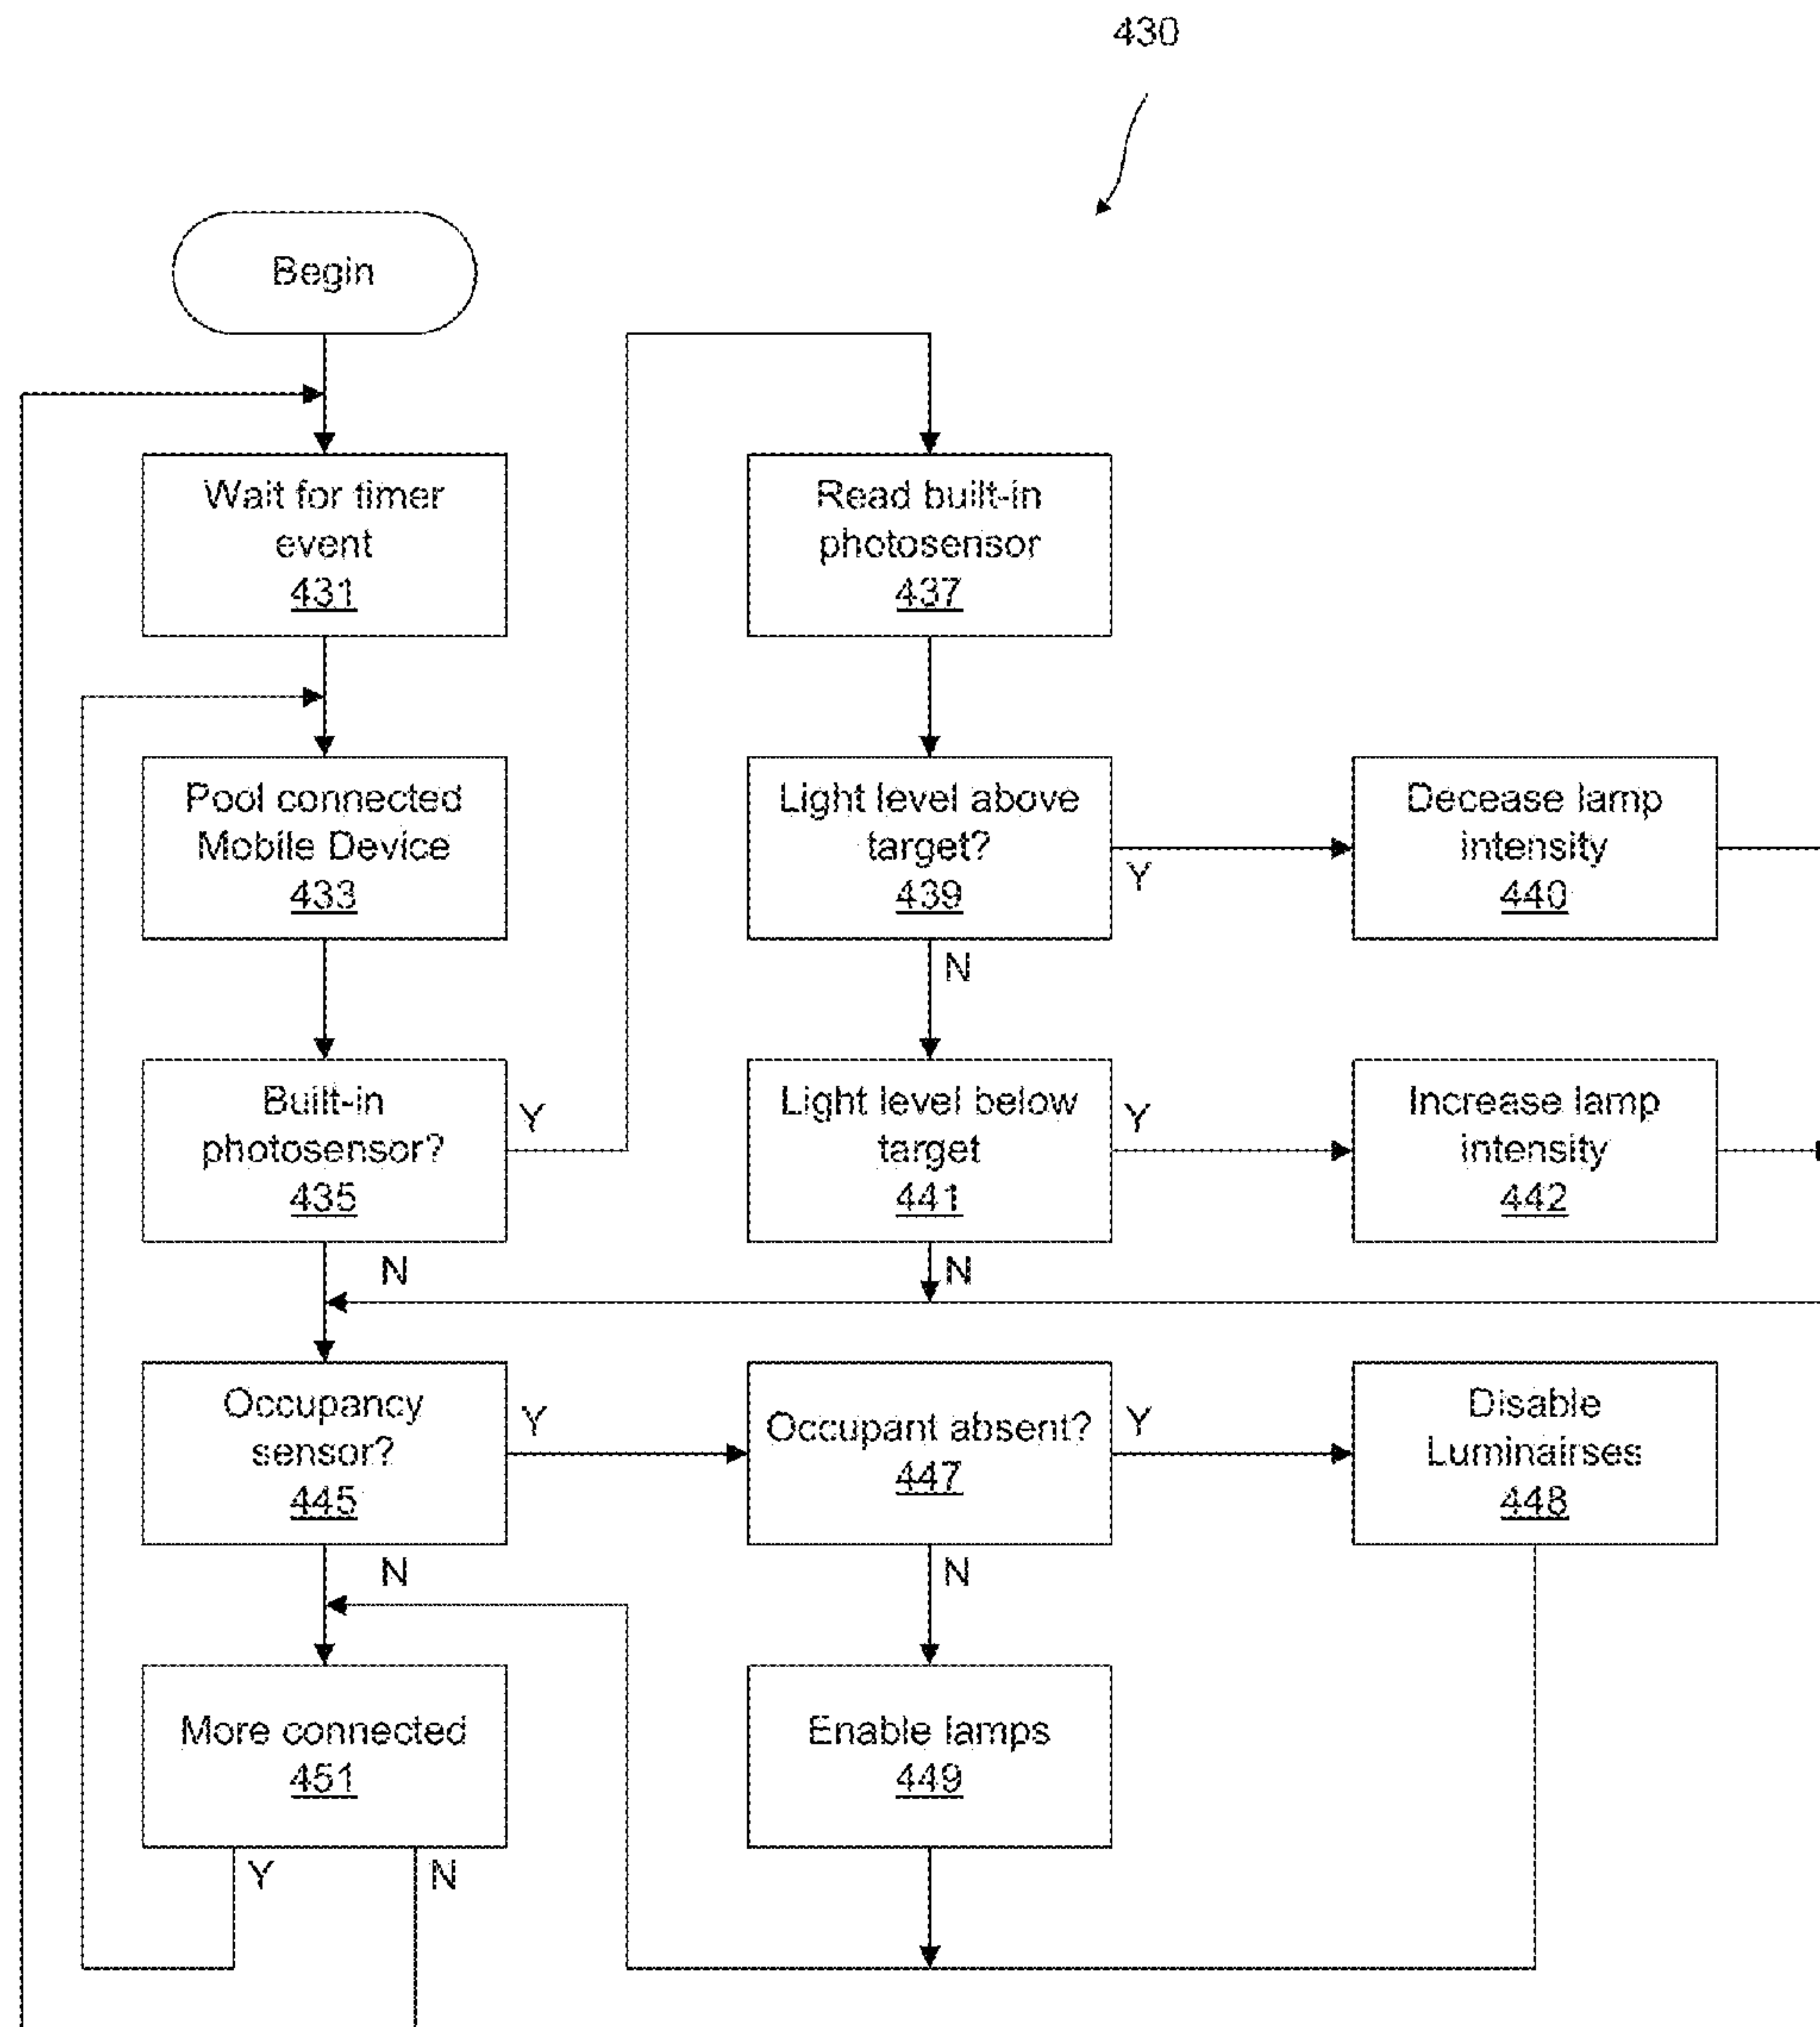 430
Begin
Wait for timer
event
431
Pool connected
Mobile Device
433
Built-in
photosensor?
435
Y
N
Read built-in
photosensor
437
Light level above
target?
439
Y
N
Decease lamp
intensity
440
Light level below
target
441
Y
N
Increase lamp
intensity
442
Occupancy
sensor?
445
Y
N
Occupant absent?
447
Y
N
Disable
Luminairses
448
More connected
451
Y
N
Enable lamps
449